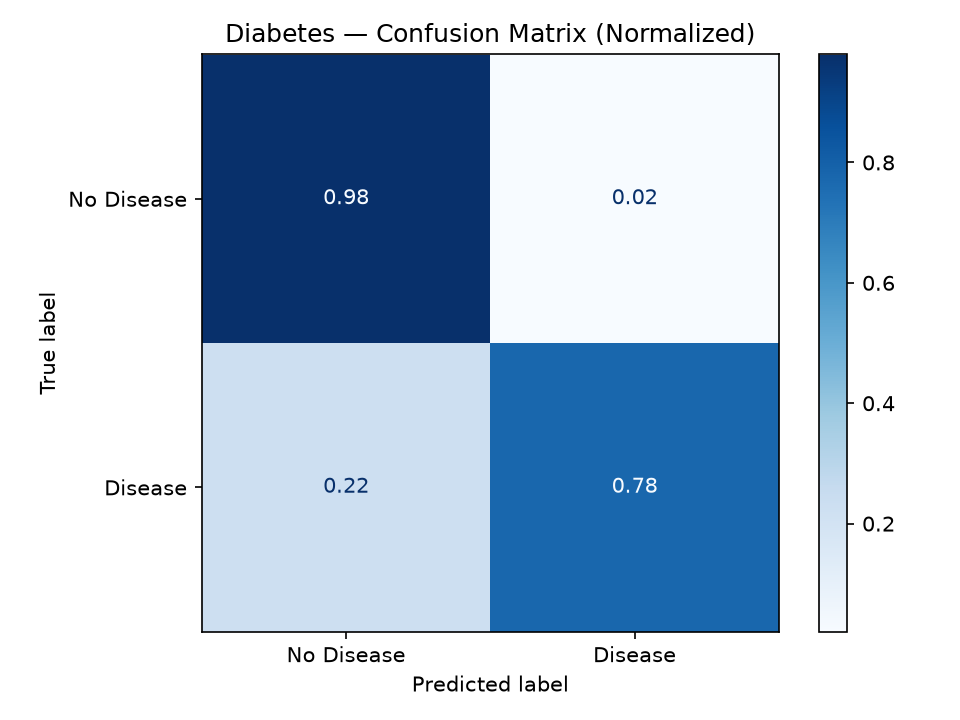 Diabetes — Confusion Matrix (Normalized)
True label
No Disease
Disease
0.98
0.02
0.22
0.78
No Disease
Disease
Predicted label
0.8
0.6
0.4
0.2